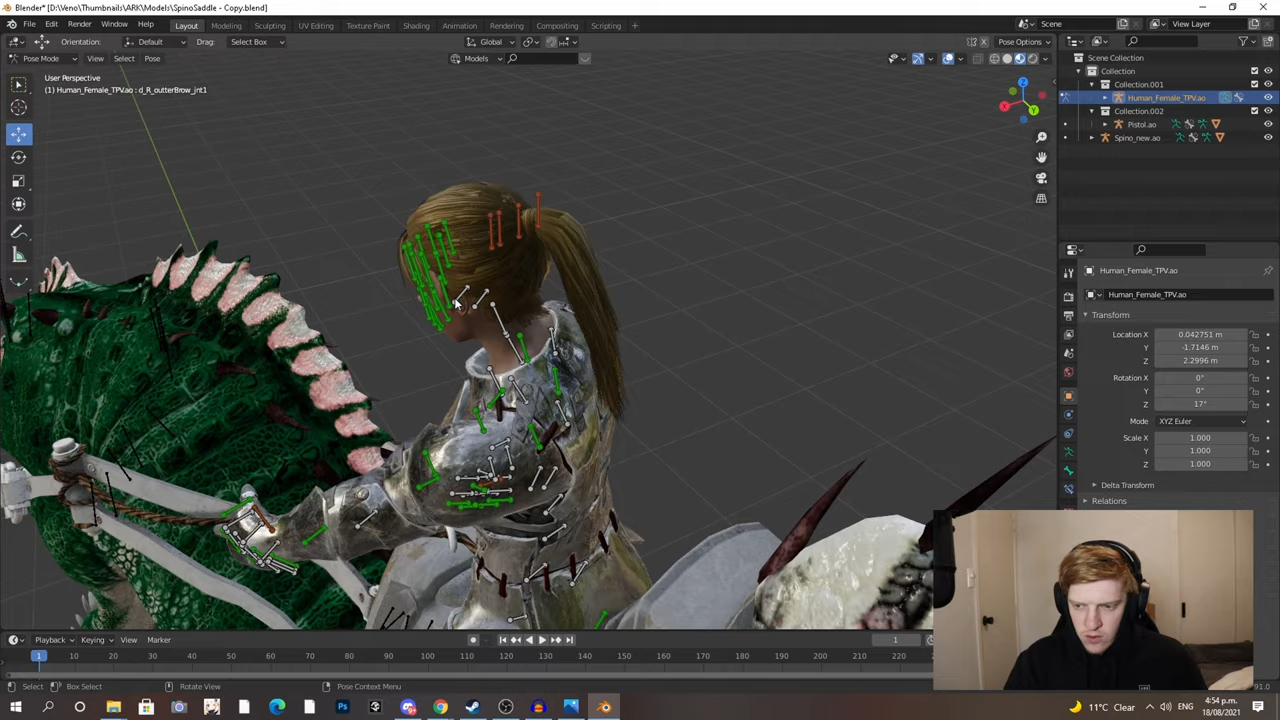 Blender* [D:\Veno\Thumbnails\ARK\Models\SpinoSaddle - Copy.blend]
File Edit Render Window Help Layout Modeling Sculpting UV Editing Texture Paint Shading Animation Rendering Compositing Scripting Scene View Layer
Orientation: Default Drag: Select Box Global Pose Options
Pose Mode View Select Pose Models
User Perspective
(1) Human_Female_TPV.ao : d_R_outterBrow_jnt1
Scene Collection
Collection
Collection.001
Human_Female_TPV.ao
Collection.002
Pistol.ao
Spino_new.ao
Human_Female_TPV.ao
Human_Female_TPV.ao
Transform
Location X 0.042751 m
Y -1.7146 m
Z 2.2996 m
Rotation X 0°
Y 0°
Z 17°
Mode XYZ Euler
Scale X 1.000
Y 1.000
Z 1.000
Delta Transform
Relations
Playback Keying View Marker 1
1 10 20 30 40 50 60 70 80 90 100 110 120 130 140 150 160 170 180 190 200 210 220
Select Box Select Rotate View Pose Context Menu 91.0
11°C Clear 4:54 p.m.
18/08/2021
X
Y
Z